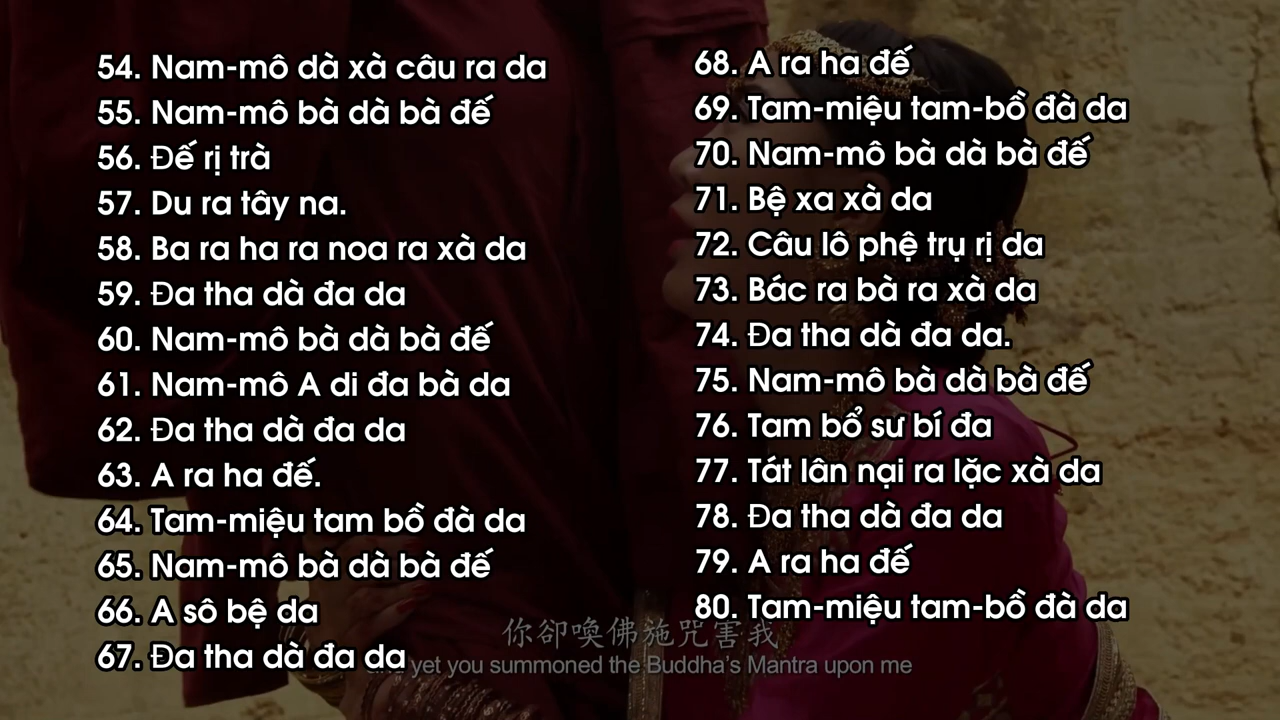 54. Nam-mô dà xà câu ra da
55. Nam-mô bà dà bà đế
56. Đế rị trà
57. Du ra tây na.
58. Ba ra ha ra noa ra xà da
59. Đa tha dà đa da
60. Nam-mô bà dà bà đế
61. Nam-mô A di đa bà da
62. Đa tha dà đa da
63. A ra ha đế.
64. Tam-miệu tam bồ đà da
65. Nam-mô bà dà bà đế
66. A sô bệ da
67. Đa tha dà đa da
68. A ra ha đế
69. Tam-miệu tam-bồ đà da
70. Nam-mô bà dà bà đế
71. Bệ xa xà da
72. Câu lô phệ trụ rị da
73. Bác ra bà ra xà da
74. Đa tha dà đa da.
75. Nam-mô bà dà bà đế
76. Tam bổ sư bí đa
77. Tát lân nại ra lặc xà da
78. Đa tha dà đa da
79. A ra ha đế
80. Tam-miệu tam-bồ đà da
你卻喚佛施咒害我
yet you summoned the Buddha's Mantra upon me